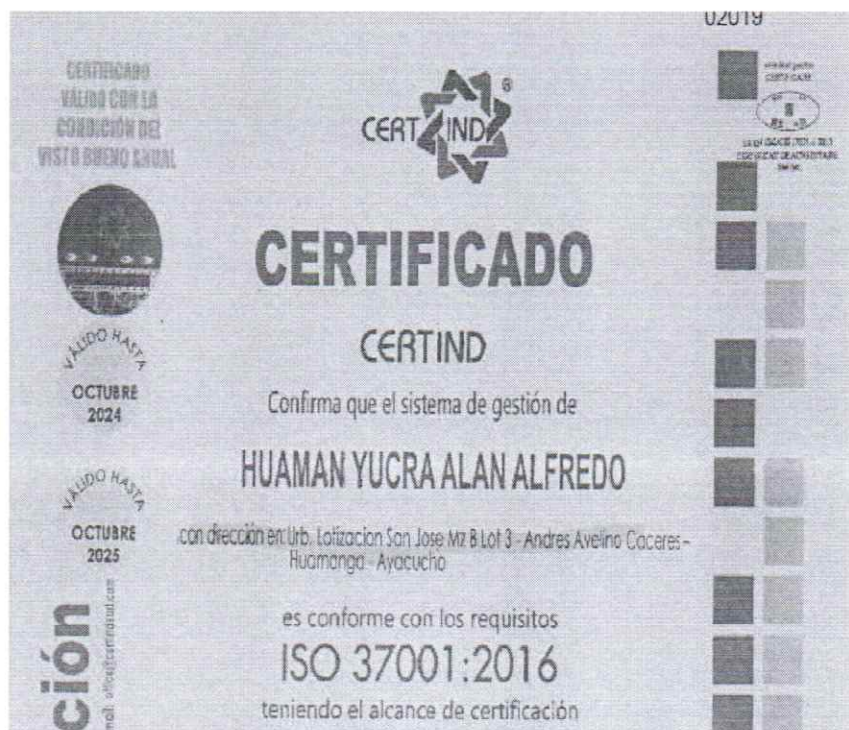 02019
CERTIFICADO
VÁLIDO CON LA
CONDICIÓN DEL
VISTO BUENO ANUAL
CERT IND ®
CERTIFICADO
CERTIND
VÁLIDO HASTA
OCTUBRE
2024
Confirma que el sistema de gestión de
HUAMAN YUCRA ALAN ALFREDO
VÁLIDO HASTA
OCTUBRE
2025
con dirección en: Urb. Lotizacion San Jose Mz B Lot 3 - Andres Avelino Caceres –
Huamanga - Ayacucho
es conforme con los requisitos
ISO 37001:2016
teniendo el alcance de certificación
ción